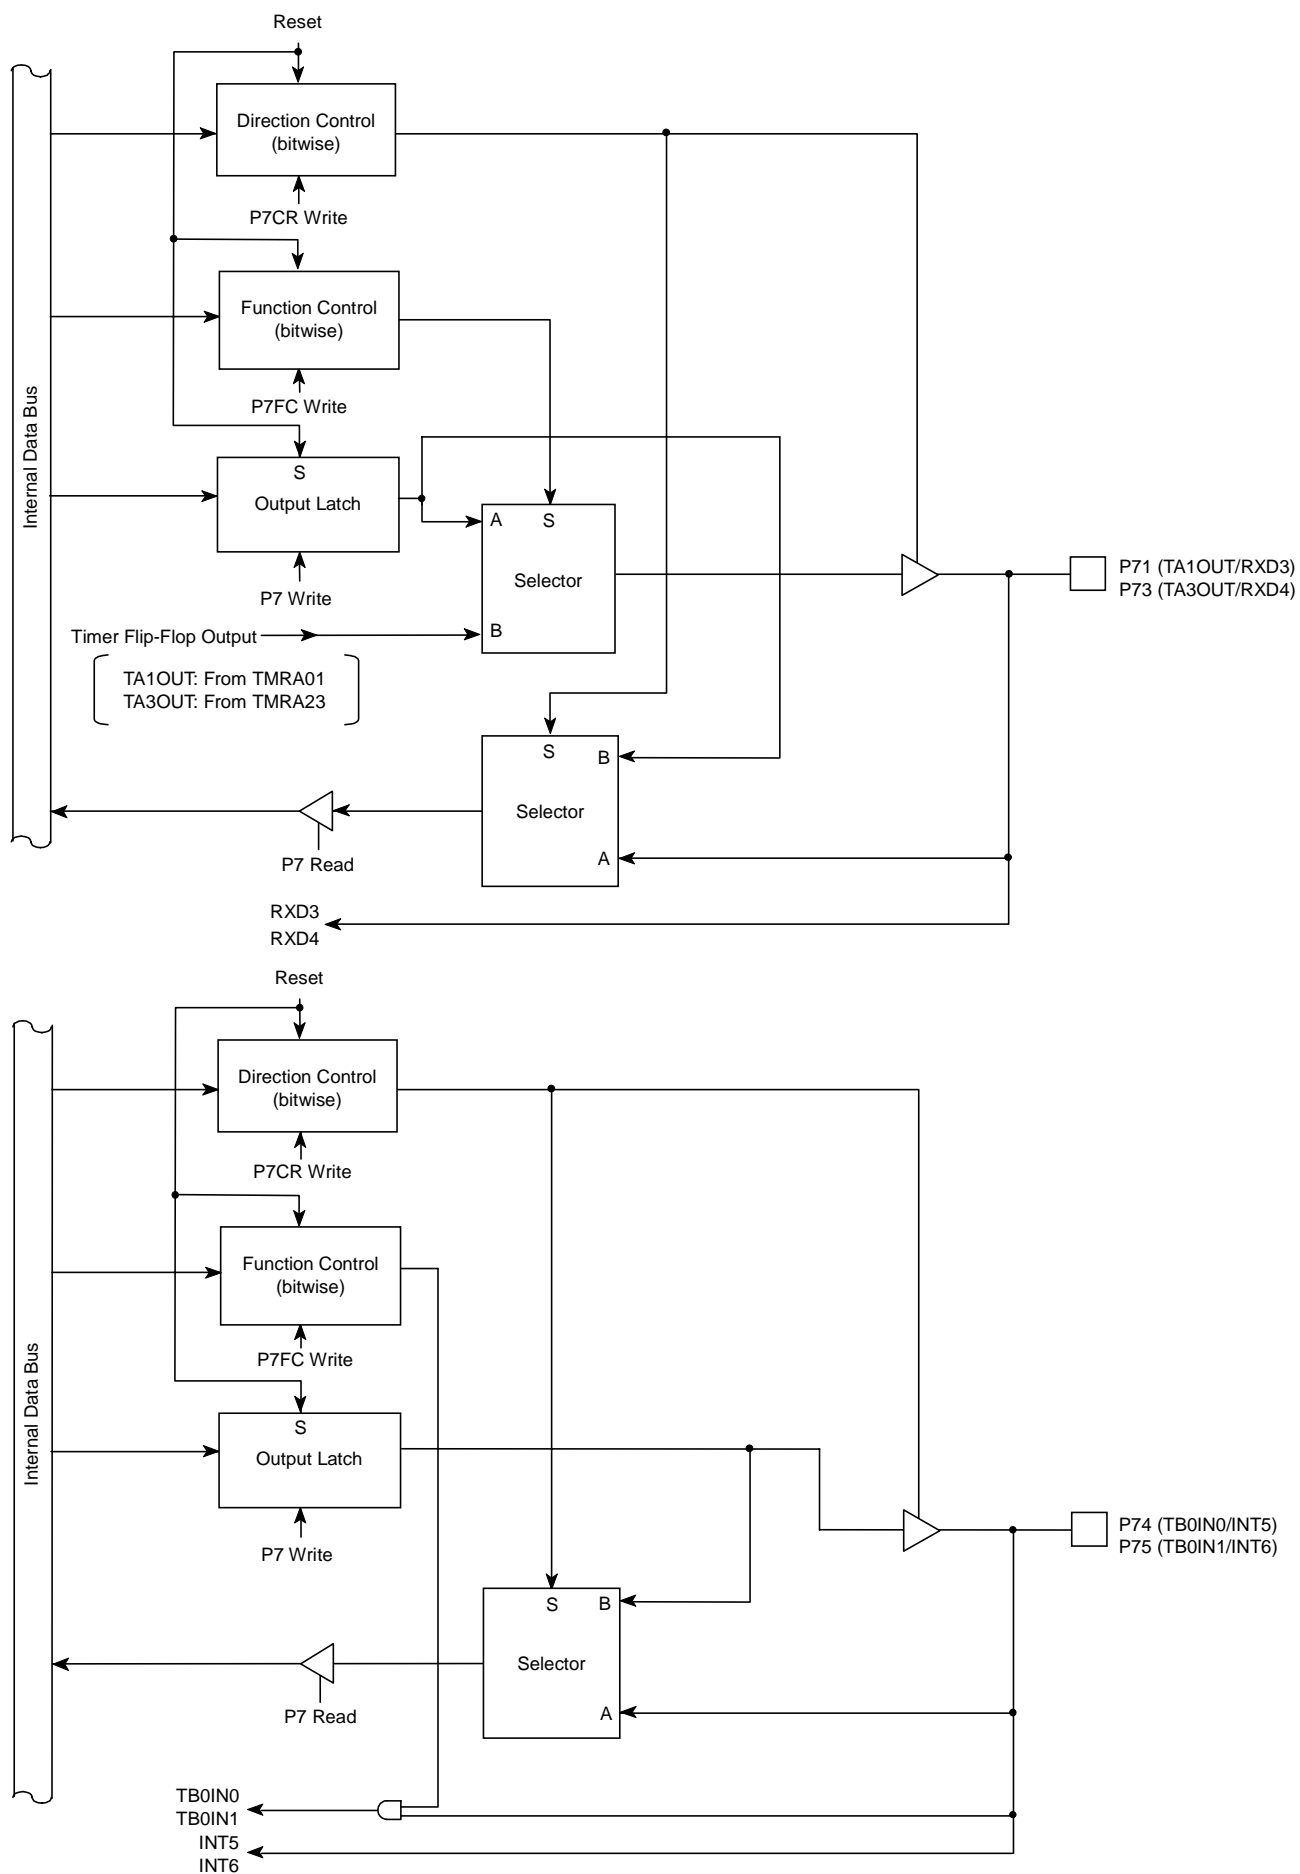 Reset
Direction Control
(bitwise)
P7CR Write
Function Control
(bitwise)
P7FC Write
Internal Data Bus
S
Output Latch
A
S
Selector
B
P7 Write
P71 (TA1OUT/RXD3)
P73 (TA3OUT/RXD4)
Timer Flip-Flop Output
TA1OUT: From TMRA01
TA3OUT: From TMRA23
S
B
Selector
A
P7 Read
RXD3
RXD4
Reset
Direction Control
(bitwise)
P7CR Write
Function Control
(bitwise)
P7FC Write
Internal Data Bus
S
Output Latch
P7 Write
P74 (TB0IN0/INT5)
P75 (TB0IN1/INT6)
S
B
Selector
A
P7 Read
TB0IN0
TB0IN1
INT5
INT6